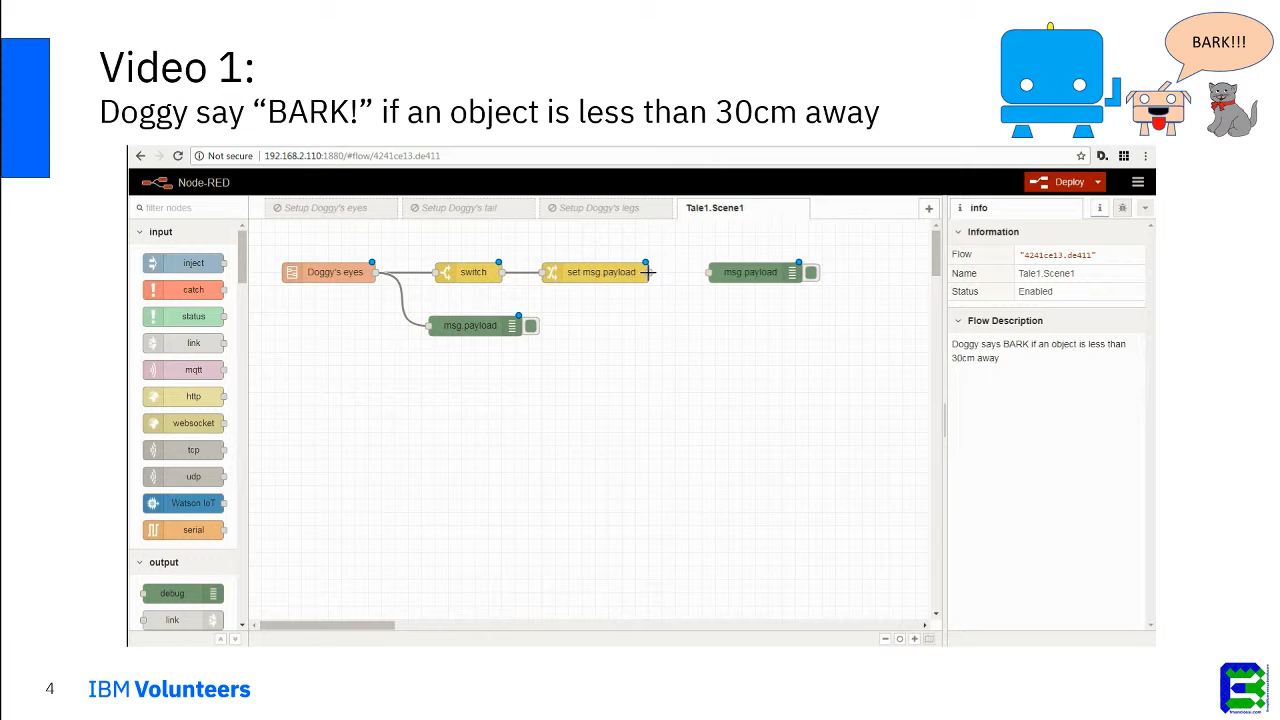 Video 1:
Doggy say “BARK!” if an object is less than 30cm away
BARK!!!
Not secure 192.168.2.110:1880/#flow/4241ce13.de411
D.
Node-RED
Deploy
filter nodes
Setup Doggy's eyes
Setup Doggy's tail
Setup Doggy's legs
Tale1.Scene1
info
input
inject
catch
status
link
mqtt
http
websocket
tcp
udp
Watson IoT
serial
output
debug
link
Doggy's eyes
switch
set msg.payload
msg.payload
msg.payload
Information
Flow "4241ce13.de411"
Name Tale1.Scene1
Status Enabled
Flow Description
Doggy says BARK if an object is less than
30cm away
4
IBM Volunteers